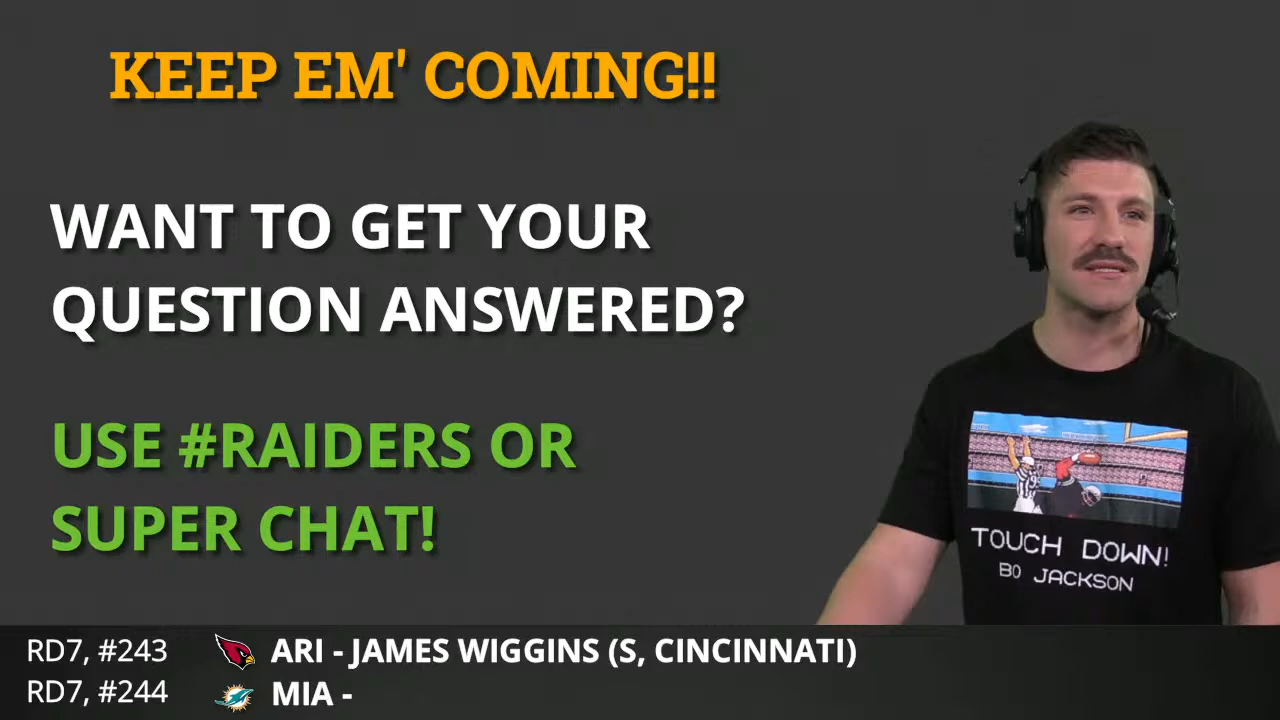 KEEP EM' COMING!!
WANT TO GET YOUR
QUESTION ANSWERED?
USE #RAIDERS OR
SUPER CHAT!
TOUCH DOWN!
BO JACKSON
RD7, #243 ARI - JAMES WIGGINS (S, CINCINNATI)
RD7, #244 MIA -